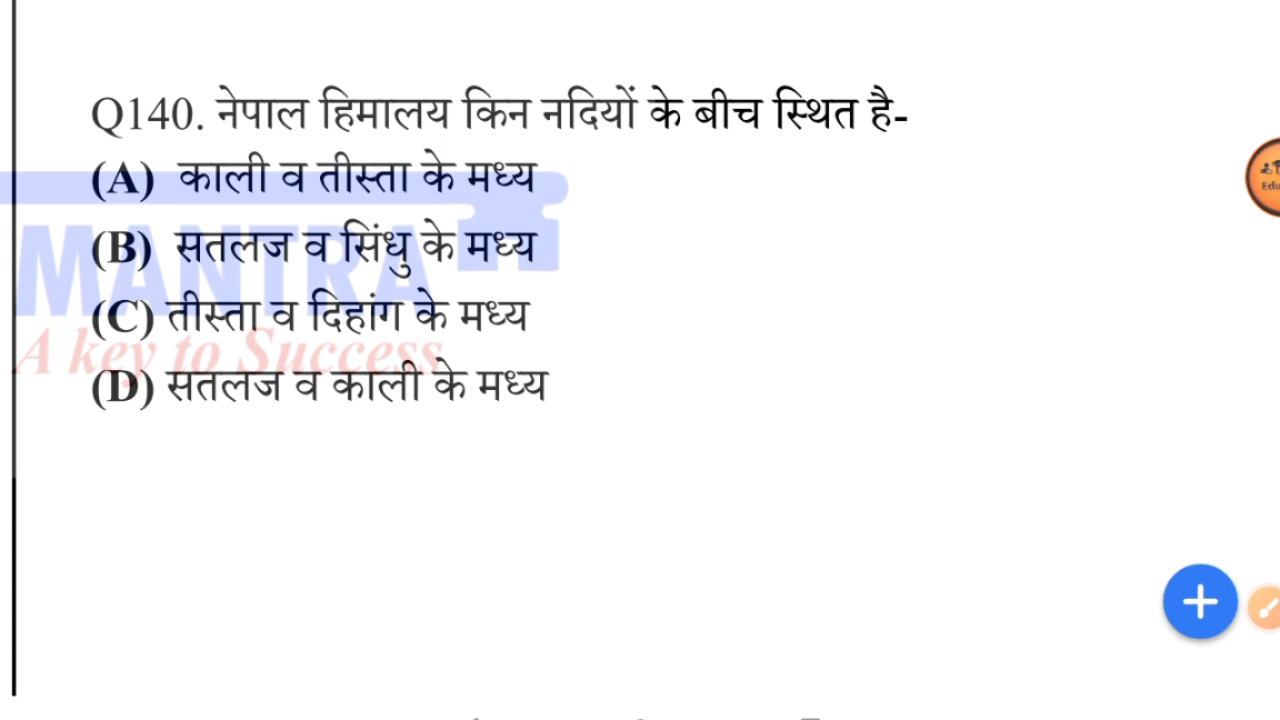 Q140. नेपाल हिमालय किन नदियों के बीच स्थित है-
(A) काली व तीस्ता के मध्य
(B) सतलज व सिंधु के मध्य
MANTRA
(C) तीस्ता व दिहांग के मध्य
A key to Success
(D) सतलज व काली के मध्य